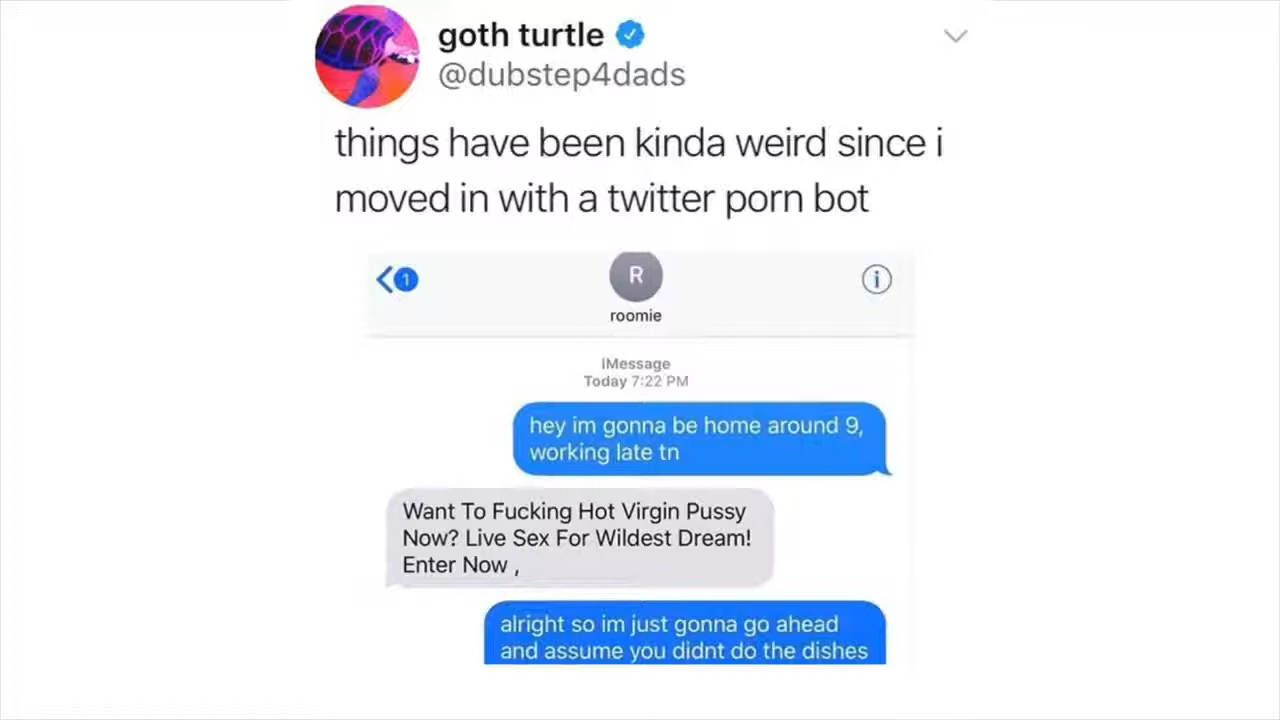 goth turtle
@dubstep4dads
things have been kinda weird since i
moved in with a twitter porn bot
1
R
roomie
iMessage
Today 7:22 PM
hey im gonna be home around 9,
working late tn
Want To Fucking Hot Virgin Pussy
Now? Live Sex For Wildest Dream!
Enter Now ,
alright so im just gonna go ahead
and assume you didnt do the dishes